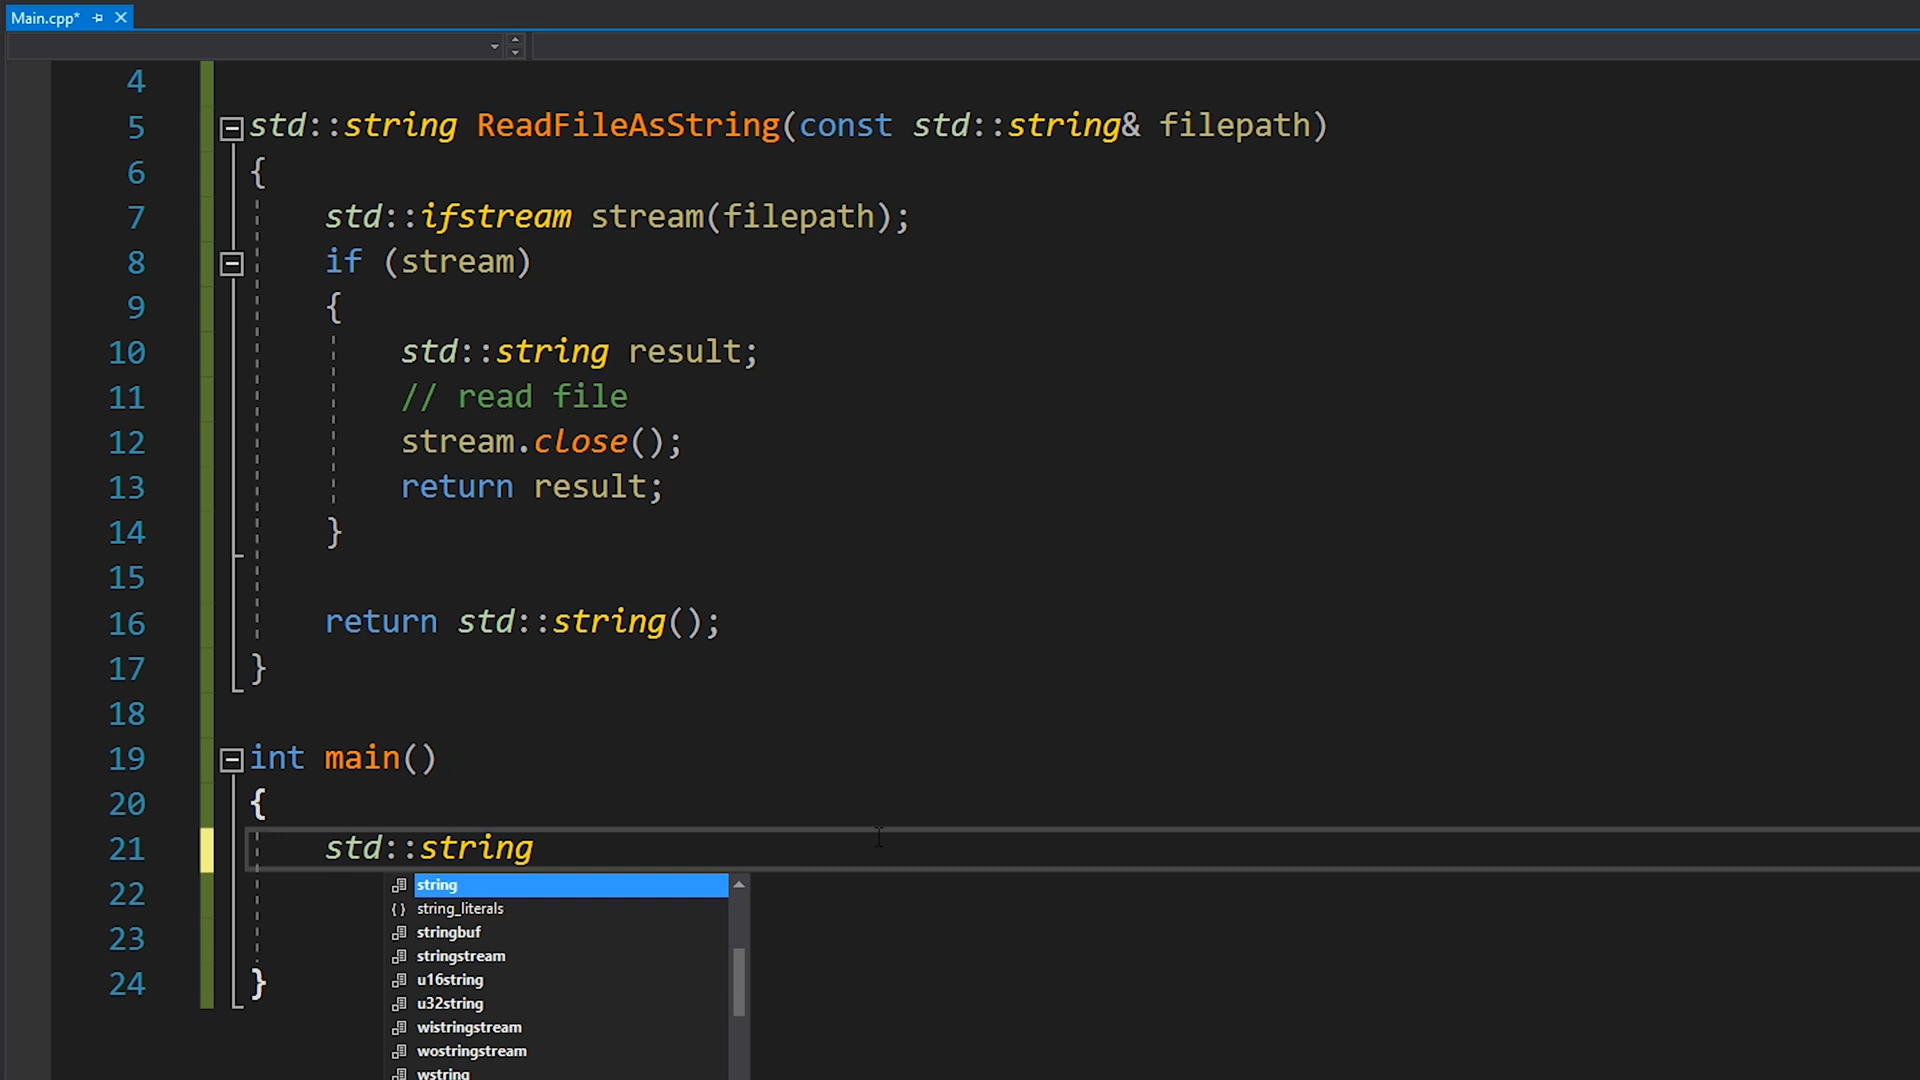 Main.cpp*
4
5 std::string ReadFileAsString(const std::string& filepath)
6 {
7 std::ifstream stream(filepath);
8 if (stream)
9 {
10 std::string result;
11 // read file
12 stream.close();
13 return result;
14 }
15
16 return std::string();
17 }
18
19 int main()
20 {
21 std::string
22
23
24 }
string
string_literals
stringbuf
stringstream
u16string
u32string
wistringstream
wostringstream
wstring